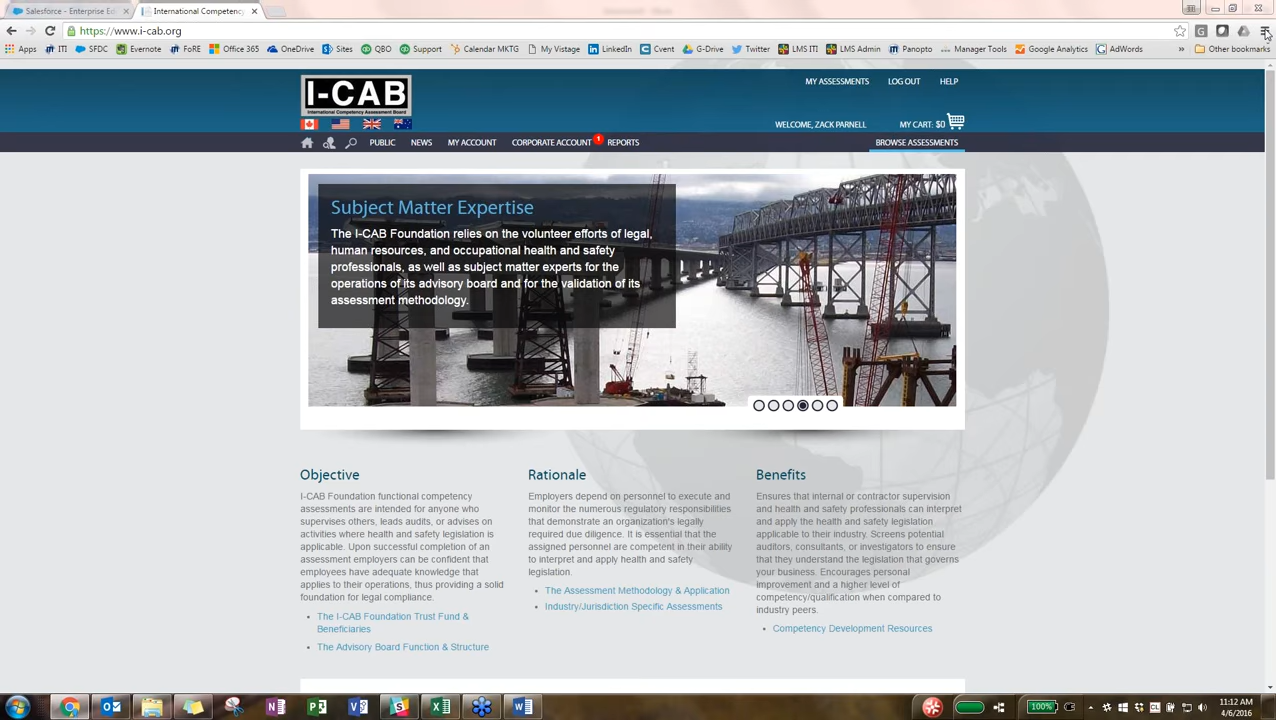 Salesforce - Enterprise Ed
International Competency
https://www.i-cab.org
Apps ITI SFDC Evernote FoRE Office 365 OneDrive Sites QBO Support Calendar MKTG My Vistage LinkedIn Cvent G-Drive Twitter LMS ITI LMS Admin Panopto Manager Tools Google Analytics AdWords » Other bookmarks
I-CAB
International Competency Assessment Board
MY ASSESSMENTS LOG OUT HELP
WELCOME, ZACK PARNELL MY CART: $0
PUBLIC NEWS MY ACCOUNT CORPORATE ACCOUNT 1 REPORTS BROWSE ASSESSMENTS
Subject Matter Expertise
The I-CAB Foundation relies on the volunteer efforts of legal,
human resources, and occupational health and safety
professionals, as well as subject matter experts for the
operations of its advisory board and for the validation of its
assessment methodology.
Objective
I-CAB Foundation functional competency
assessments are intended for anyone who
supervises others, leads audits, or advises on
activities where health and safety legislation is
applicable. Upon successful completion of an
assessment employers can be confident that
employees have adequate knowledge that
applies to their operations, thus providing a solid
foundation for legal compliance.
• The I-CAB Foundation Trust Fund &
Beneficiaries
• The Advisory Board Function & Structure
Rationale
Employers depend on personnel to execute and
monitor the numerous regulatory responsibilities
that demonstrate an organization's legally
required due diligence. It is essential that the
assigned personnel are competent in their ability
to interpret and apply health and safety
legislation.
• The Assessment Methodology & Application
• Industry/Jurisdiction Specific Assessments
Benefits
Ensures that internal or contractor supervision
and health and safety professionals can interpret
and apply the health and safety legislation
applicable to their industry. Screens potential
auditors, consultants, or investigators to ensure
that they understand the legislation that governs
your business. Encourages personal
improvement and a higher level of
competency/qualification when compared to
industry peers.
• Competency Development Resources
100%
11:12 AM
4/6/2016